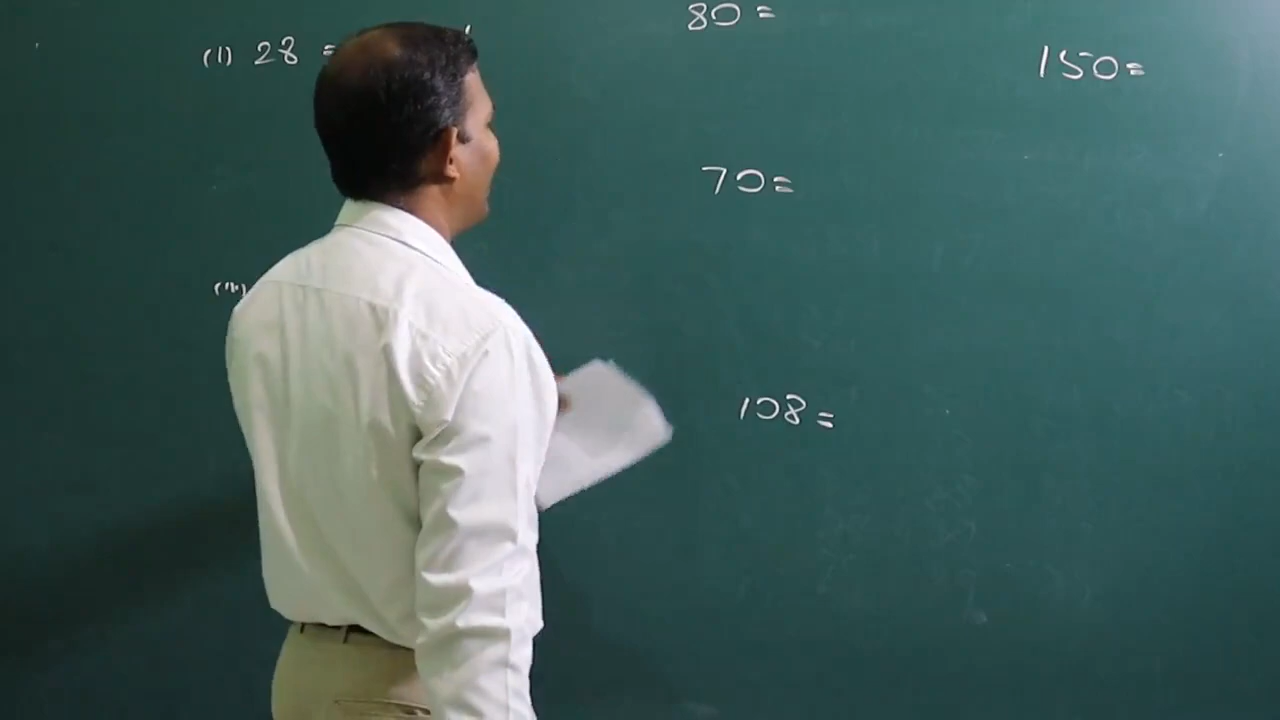 (1) 28 =
80 =
150 =
70 =
108 =